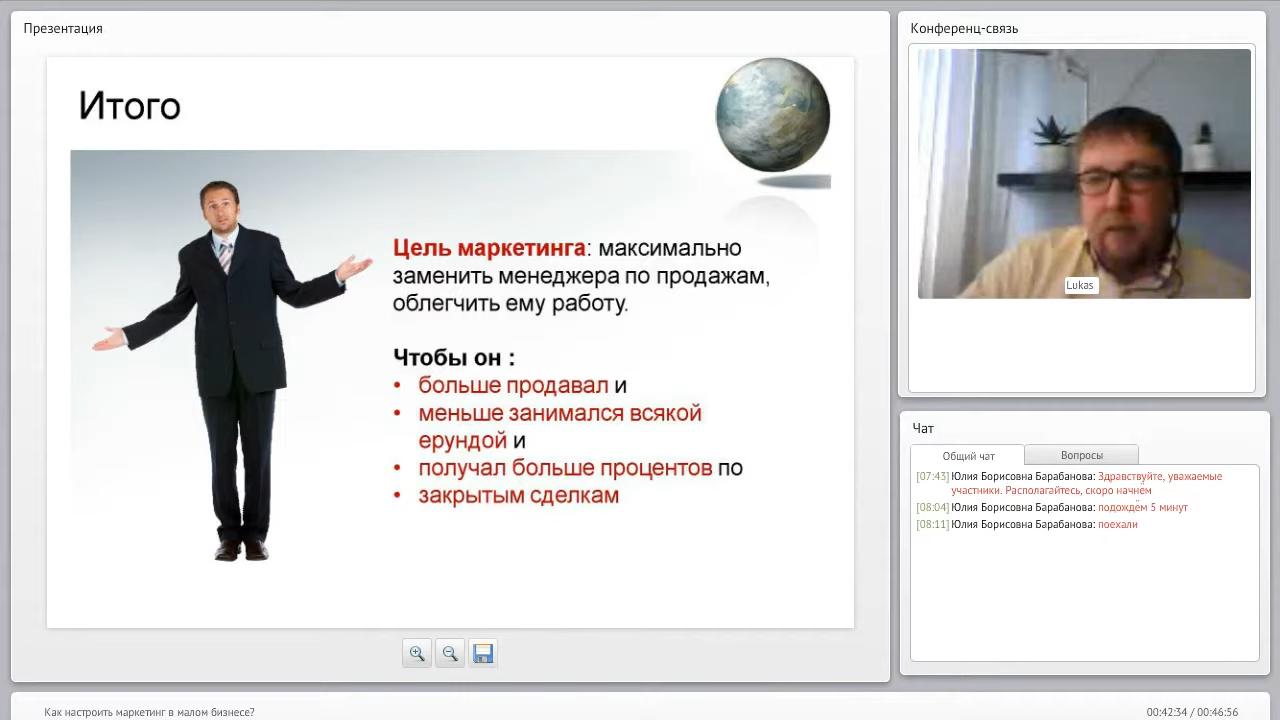 Презентация
Итого
Цель маркетинга: максимально
заменить менеджера по продажам,
облегчить ему работу.
Чтобы он :
• больше продавал и
• меньше занимался всякой
ерундой и
• получал больше процентов по
• закрытым сделкам
Конференц-связь
Lukas
Чат
Общий чат
Вопросы
[07:43] Юлия Борисовна Барабанова: Здравствуйте, уважаемые
участники. Располагайтесь, скоро начнём
[08:04] Юлия Борисовна Барабанова: подождём 5 минут
[08:11] Юлия Борисовна Барабанова: поехали
Как настроить маркетинг в малом бизнесе?
00:42:34 / 00:46:56